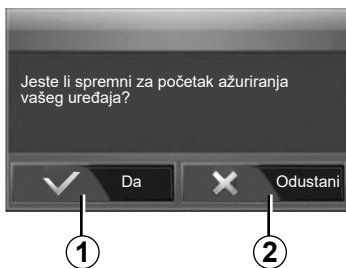 Jeste li spremni za početak ažuriranja
vašeg uređaja?
Da
Odustani
1
2